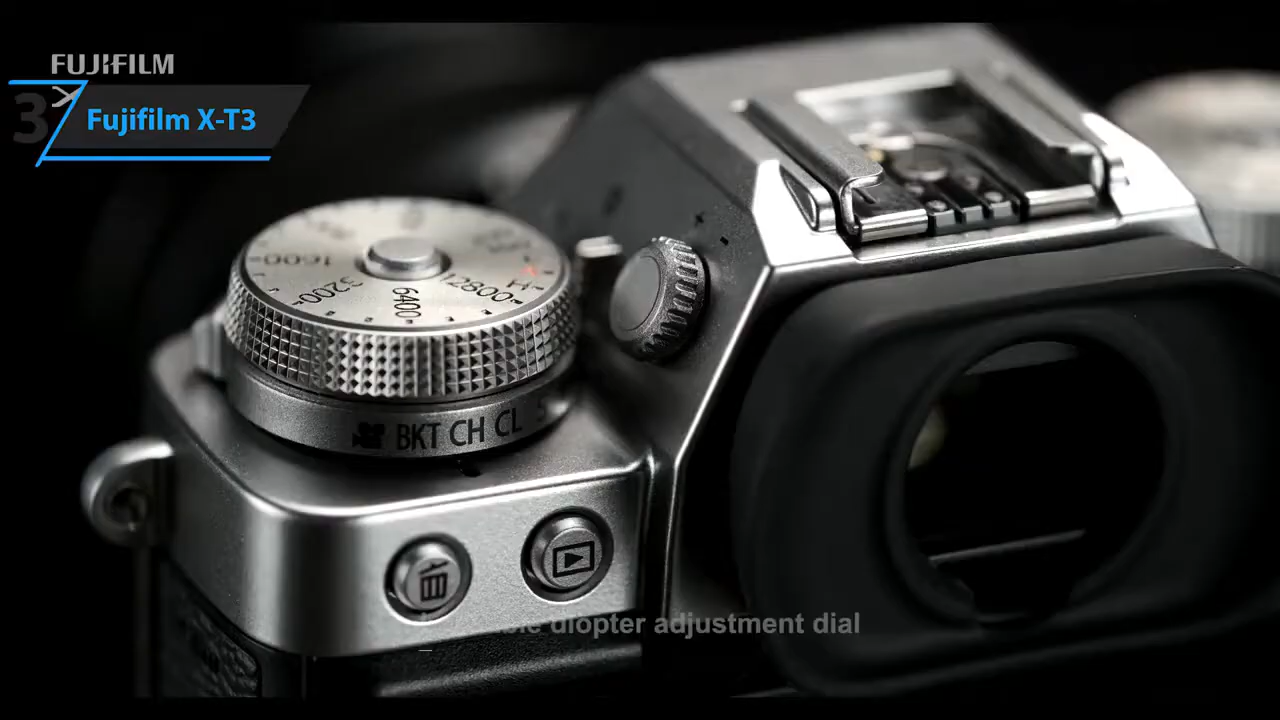 FUJIFILM
3
Fujifilm X-T3
1600
3200
6400
12800
H
BKT CH CL S
diopter adjustment dial